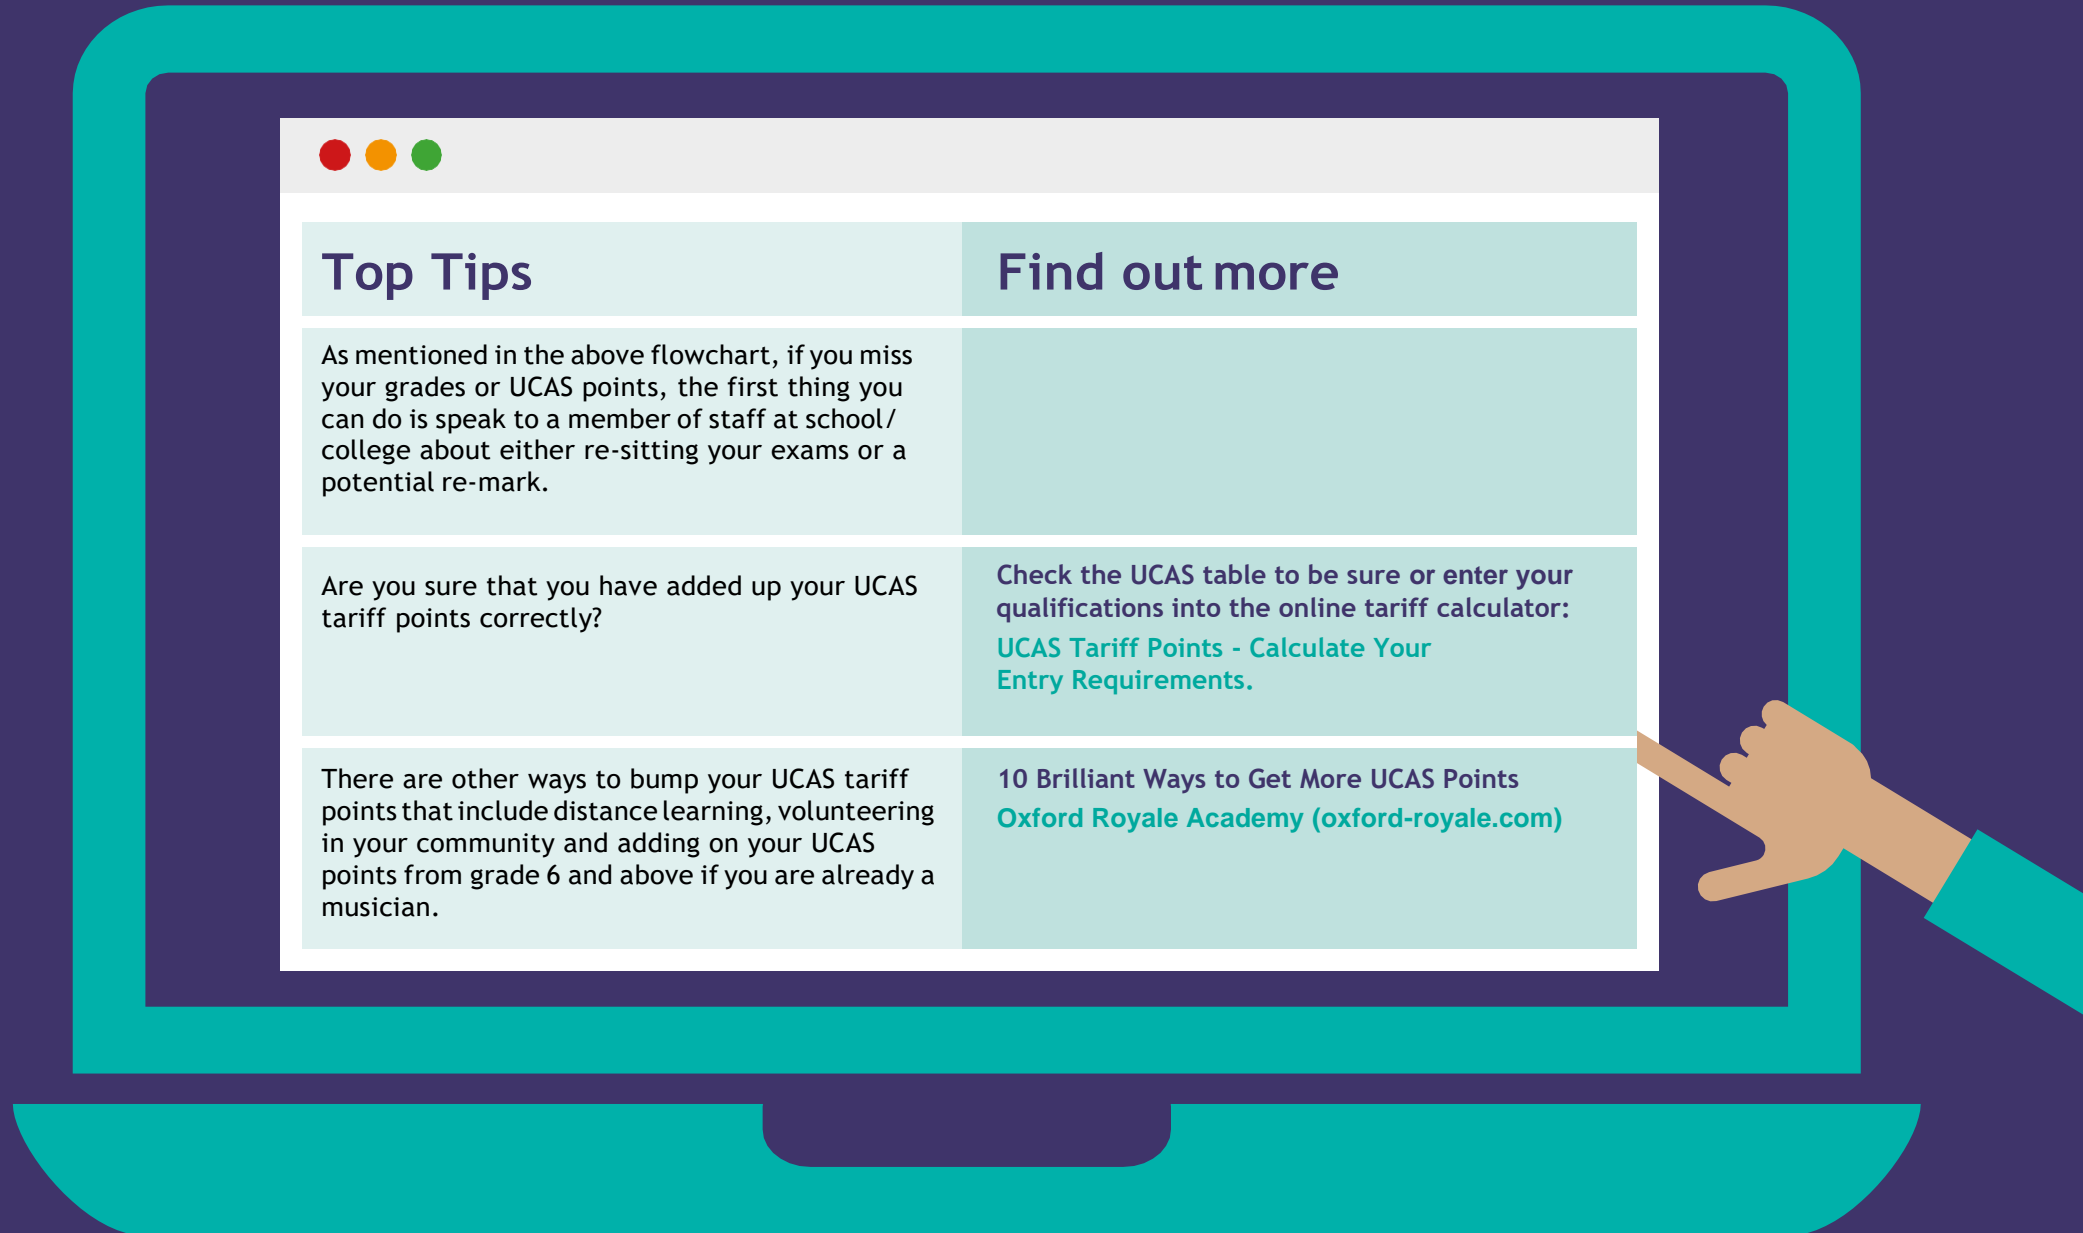 Top Tips
Find out more
As mentioned in the above flowchart, if you miss
your grades or UCAS points, the first thing you
can do is speak to a member of staff at school/
college about either re-sitting your exams or a
potential re-mark.
Are you sure that you have added up your UCAS
tariff points correctly?
Check the UCAS table to be sure or enter your
qualifications into the online tariff calculator:
UCAS Tariff Points - Calculate Your
Entry Requirements.
There are other ways to bump your UCAS tariff
points that include distance learning, volunteering
in your community and adding on your UCAS
points from grade 6 and above if you are already a
musician.
10 Brilliant Ways to Get More UCAS Points
Oxford Royale Academy (oxford-royale.com)